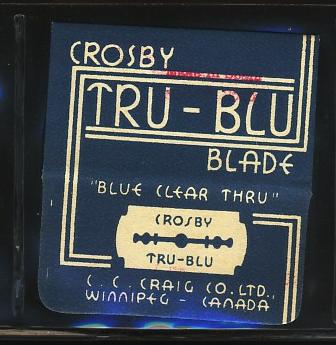 CROSBY
TRU-BLU
BLADE
"BLUE CLEAR THRU"
CROSBY
TRU-BLU
C. C. CRAIG CO. LTD.
WINNIPEG - CANADA